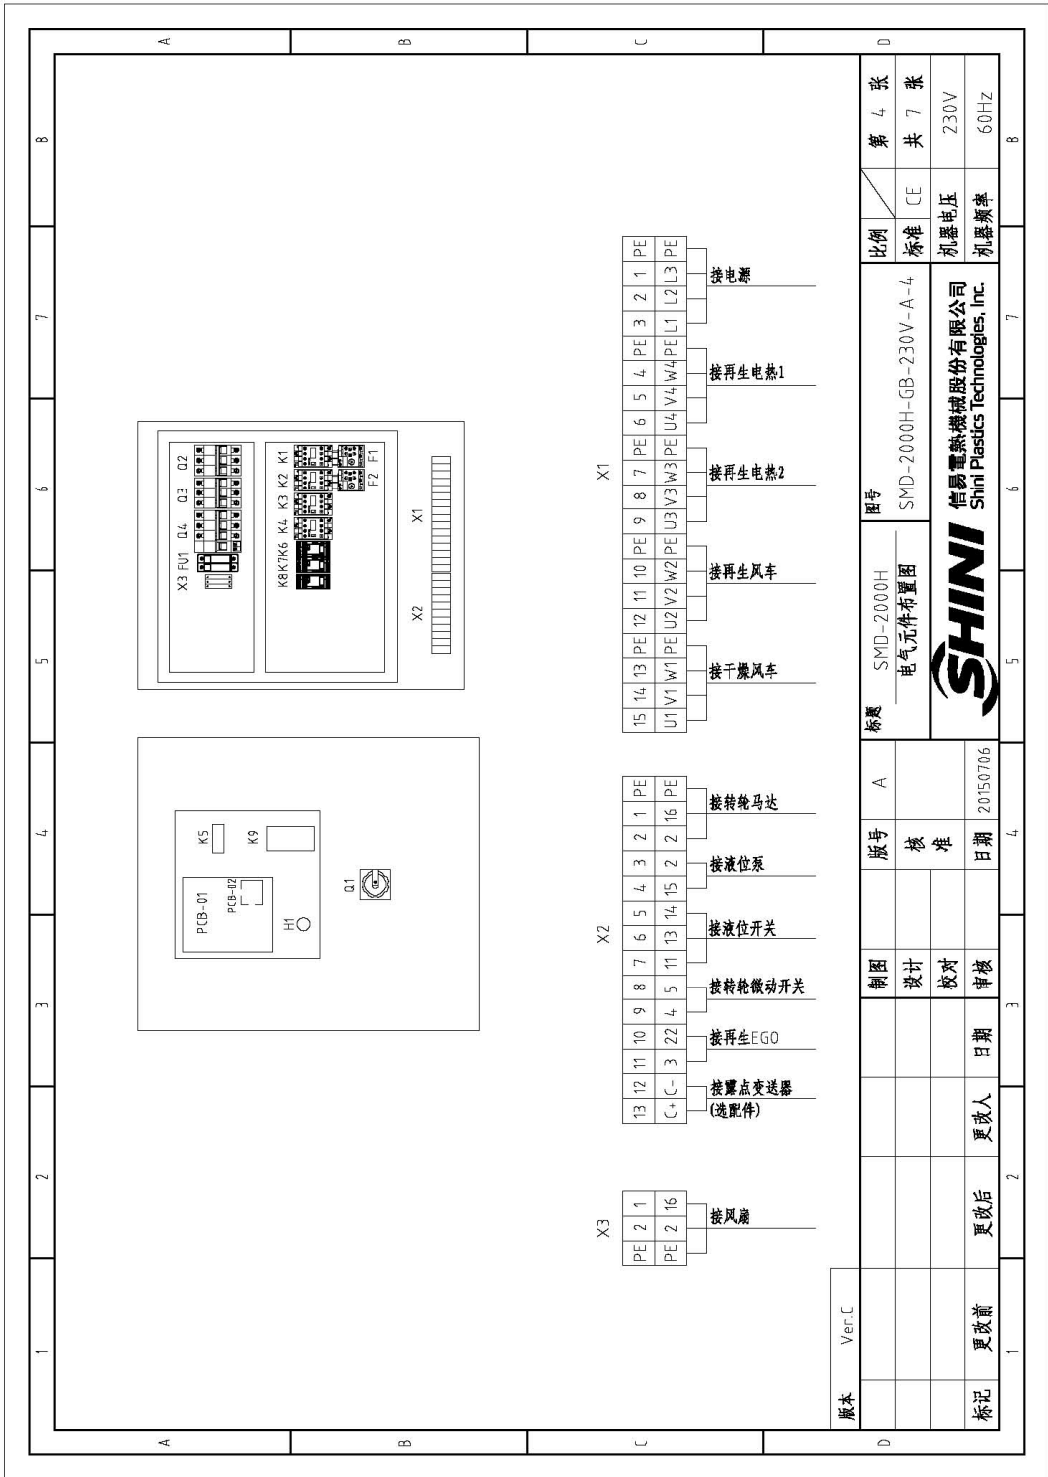 1 2 3 4 5 6 7 8
A
B
C
D
PCB-01
PCB-02
K5
K9
H1
Q1
X3 FU1 Q4 Q3 Q2
K8K7K6 K4 K3 K2 K1
F2 F1
X2 X1
X3
PE 2 1
PE 2 16
接风扇
X2
13 12 11 10 9 8 7 6 5 4 3 2 1 PE
C+ C- 3 22 4 5 11 13 14 15 2 2 16 PE
接露点变送器
(选配件)
接再生EGO
接转轮微动开关
接液位开关
接液位泵
接转轮马达
X1
15 14 13 PE 12 11 10 PE 9 8 7 PE 6 5 4 PE 3 2 1 PE
U1 V1 W1 PE U2 V2 W2 PE U3 V3 W3 PE U4 V4 W4 PE L1 L2 L3 PE
接干燥风车
接再生风车
接再生电热2
接再生电热1
接电源
版本 Ver.C
标记 更改前 更改后 更改人 日期
制图
设计
校对
审核
版号 A
核准
日期 20150706
标题
SMD-2000H
电气元件布置图
图号
SMD-2000H-GB-230V-A-4
SHINI 信易電熱機械股份有限公司
Shini Plastics Technologies, Inc.
比例 第 4 张
标准 CE 共 7 张
机器电压 230V
机器频率 60Hz
A
B
C
D
1 2 3 4 5 6 7 8